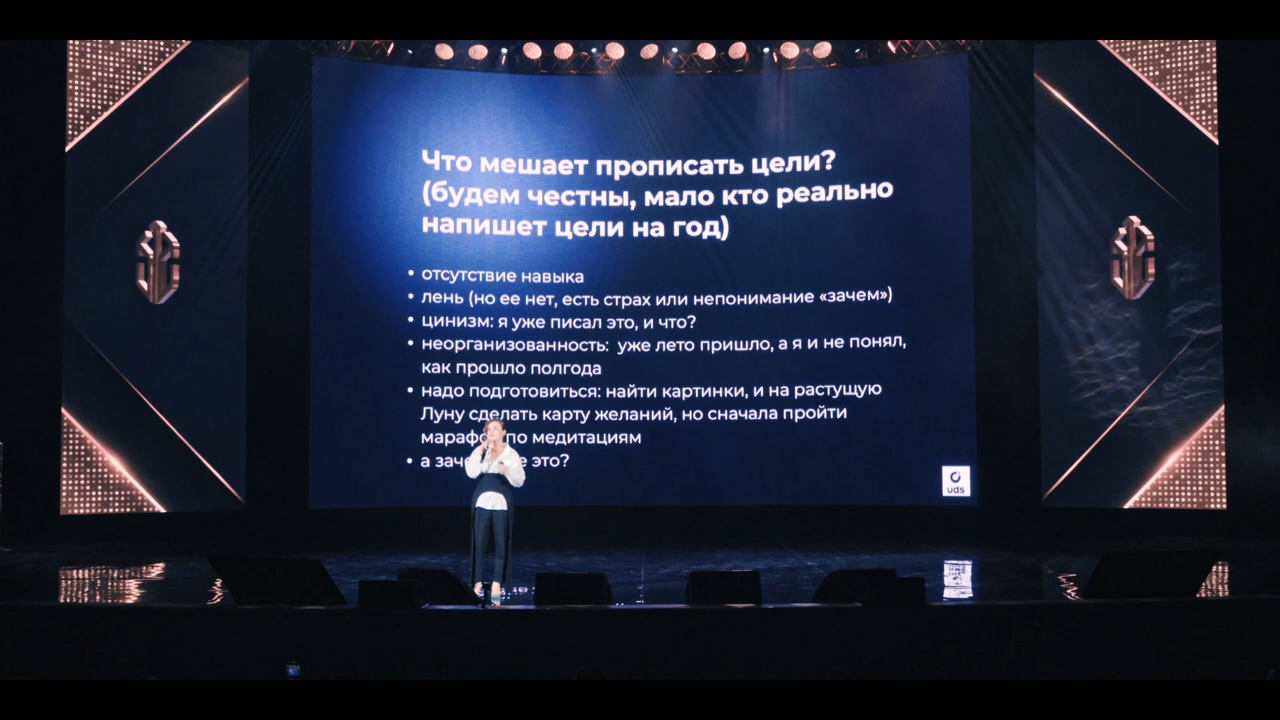 Что мешает прописать цели?
(будем честны, мало кто реально
напишет цели на год)
• отсутствие навыка
• лень (но ее нет, есть страх или непонимание «зачем»)
• цинизм: я уже писал это, и что?
• неорганизованность: уже лето пришло, а я и не понял,
как прошло полгода
• надо подготовиться: найти картинки, и на растущую
Луну сделать карту желаний, но сначала пройти
по медитациям
• а это?
uds